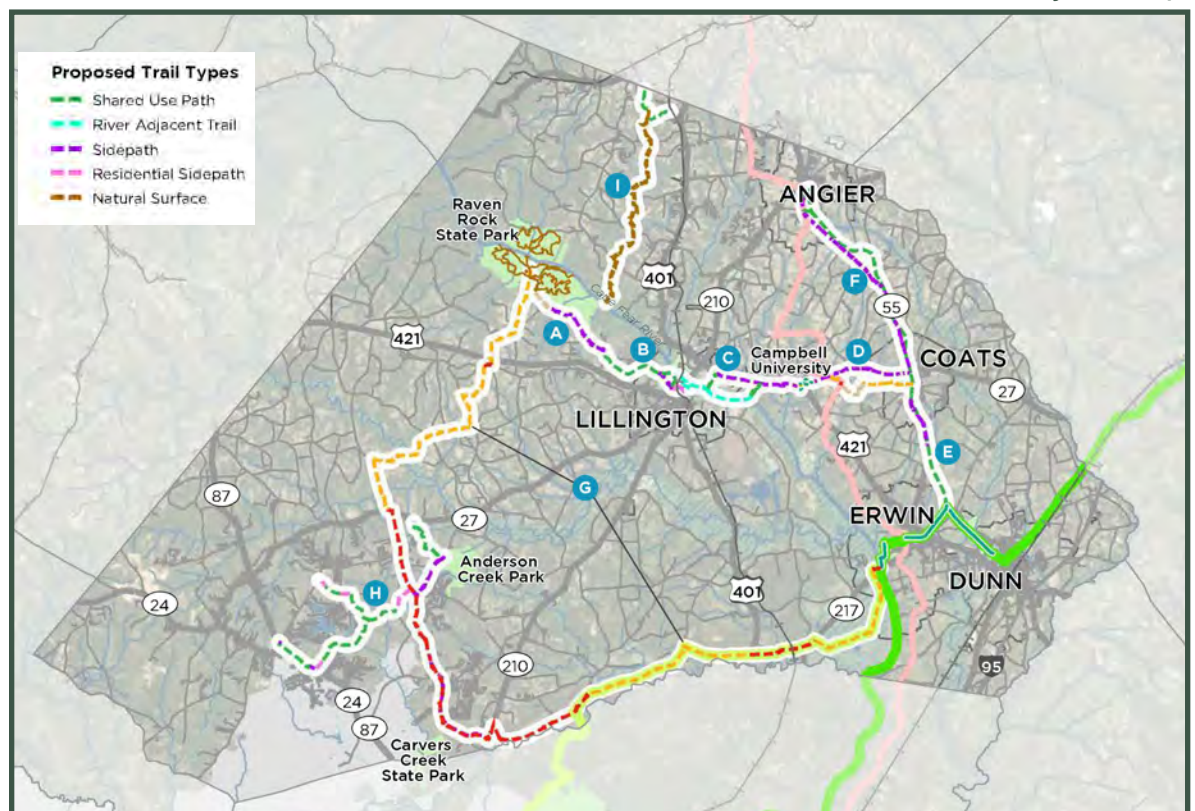 Proposed Trail Types
Shared Use Path
River Adjacent Trail
Sidepath
Residential Sidepath
Natural Surface
Raven
Rock
State Park
I
ANGIER
401
F
210
55
421
A
B
C
Campbell
University
D
COATS
27
LILLINGTON
421
E
87
G
ERWIN
27
Anderson
Creek Park
DUNN
H
24
401
217
210
95
24
87
Carvers
Creek
State Park